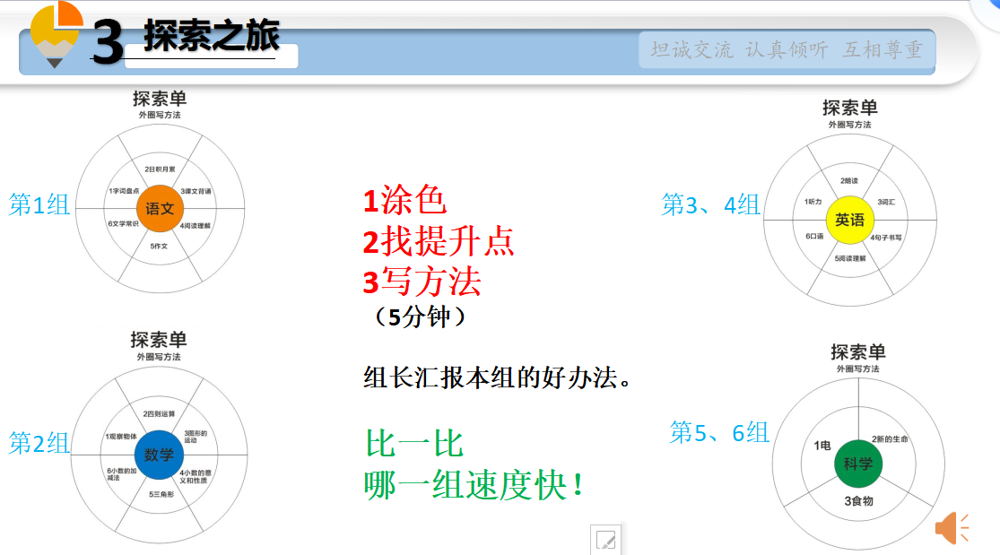 3 探索之旅
坦诚交流 认真倾听 互相尊重
探索单
外圈写方法
第1组
2日积月累
1字词盘点
3课文背诵
语文
6文学常识
4阅读理解
5作文
探索单
外圈写方法
第2组
2四则运算
1观察物体
3图形的
运动
数学
6小数的加
减法
4小数的意
义和性质
5三角形
1涂色
2找提升点
3写方法
（5分钟）
组长汇报本组的好办法。
比一比
哪一组速度快！
探索单
外圈写方法
第3、4组
2朗读
1听力
3词汇
英语
6口语
4句子书写
5阅读理解
探索单
外圈写方法
第5、6组
1电
2新的生命
科学
3食物